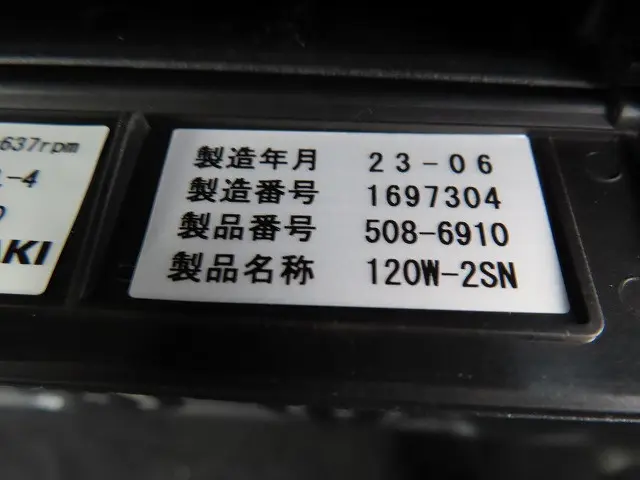 637rpm
-4
AKI
製造年月 23-06
製造番号 1697304
製品番号 508-6910
製品名称 120W-2SN